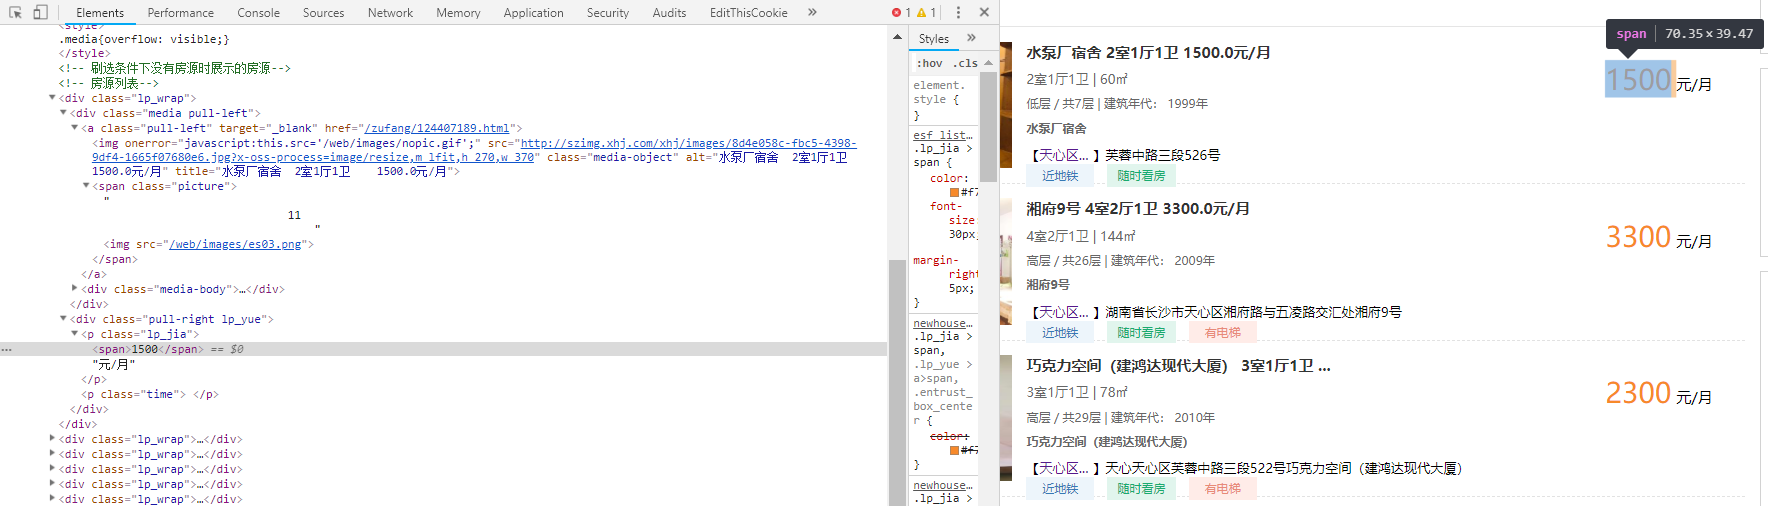 Elements Performance Console Sources Network Memory Application Security Audits EditThisCookie » 1 1
<style>
.media{overflow: visible;}
</style>
<!-- 刷选条件下没有房源时展示的房源-->
<!-- 房源列表-->
<div class="lp_wrap">
<div class="media pull-left">
<a class="pull-left" target="_blank" href="/zufang/124407189.html">
<img onerror="javascript:this.src='/web/images/nopic.gif';" src="http://szimg.xhj.com/xhj/images/8d4e058c-fbc5-4398-
9df4-1665f07680e6.jpg?x-oss-process=image/resize,m_lfit,h_270,w_370" class="media-object" alt="水泵厂宿舍 2室1厅1卫
1500.0元/月" title="水泵厂宿舍 2室1厅1卫 1500.0元/月">
<span class="picture">
"
11
"
<img src="/web/images/es03.png">
</span>
</a>
<div class="media-body">…</div>
</div>
<div class="pull-right lp_yue">
<p class="lp_jia">
… <span>1500</span> == $0
"元/月"
</p>
<p class="time"> </p>
</div>
</div>
<div class="lp_wrap">…</div>
<div class="lp_wrap">…</div>
<div class="lp_wrap">…</div>
<div class="lp_wrap">…</div>
<div class="lp_wrap">…</div>
Styles »
:hov .cls
element.
style {
}
esf_list…
.lp_jia >
span {
color:
#f7
font-
size:
30px;
margin-
right:
5px;
}
newhouse…
.lp_jia >
span,
.lp_yue >
a>span,
.entrust_
box_cente
r {
color:
#f7
}
newhouse…
.lp_jia >
span 70.35×39.47
水泵厂宿舍 2室1厅1卫 1500.0元/月
2室1厅1卫 | 60㎡
1500 元/月
低层 / 共7层 | 建筑年代： 1999年
水泵厂宿舍
【天心区... 】芙蓉中路三段526号
近地铁 随时看房
湘府9号 4室2厅1卫 3300.0元/月
4室2厅1卫 | 144㎡
3300 元/月
高层 / 共26层 | 建筑年代： 2009年
湘府9号
【天心区... 】湖南省长沙市天心区湘府路与五凌路交汇处湘府9号
近地铁 随时看房 有电梯
巧克力空间（建鸿达现代大厦） 3室1厅1卫 ...
3室1厅1卫 | 78㎡
2300 元/月
高层 / 共29层 | 建筑年代： 2010年
巧克力空间（建鸿达现代大厦）
【天心区... 】天心天心区芙蓉中路三段522号巧克力空间（建鸿达现代大厦）
近地铁 随时看房 有电梯